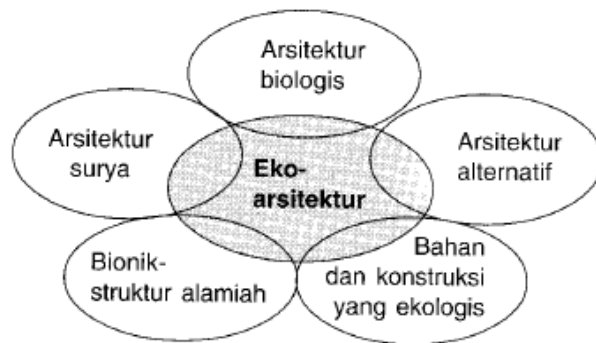 Arsitektur
biologis
Arsitektur
surya
Arsitektur
alternatif
Eko-
arsitektur
Bionik-
struktur alamiah
Bahan
dan konstruksi
yang ekologis